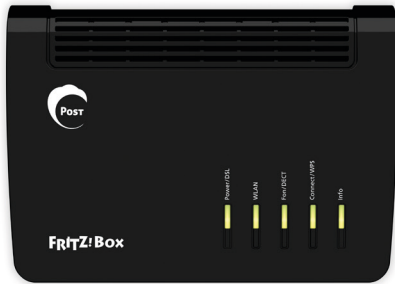 Post
Power/DSL
WLAN
Fon/DECT
Connect/WPS
Info
FRITZ!Box